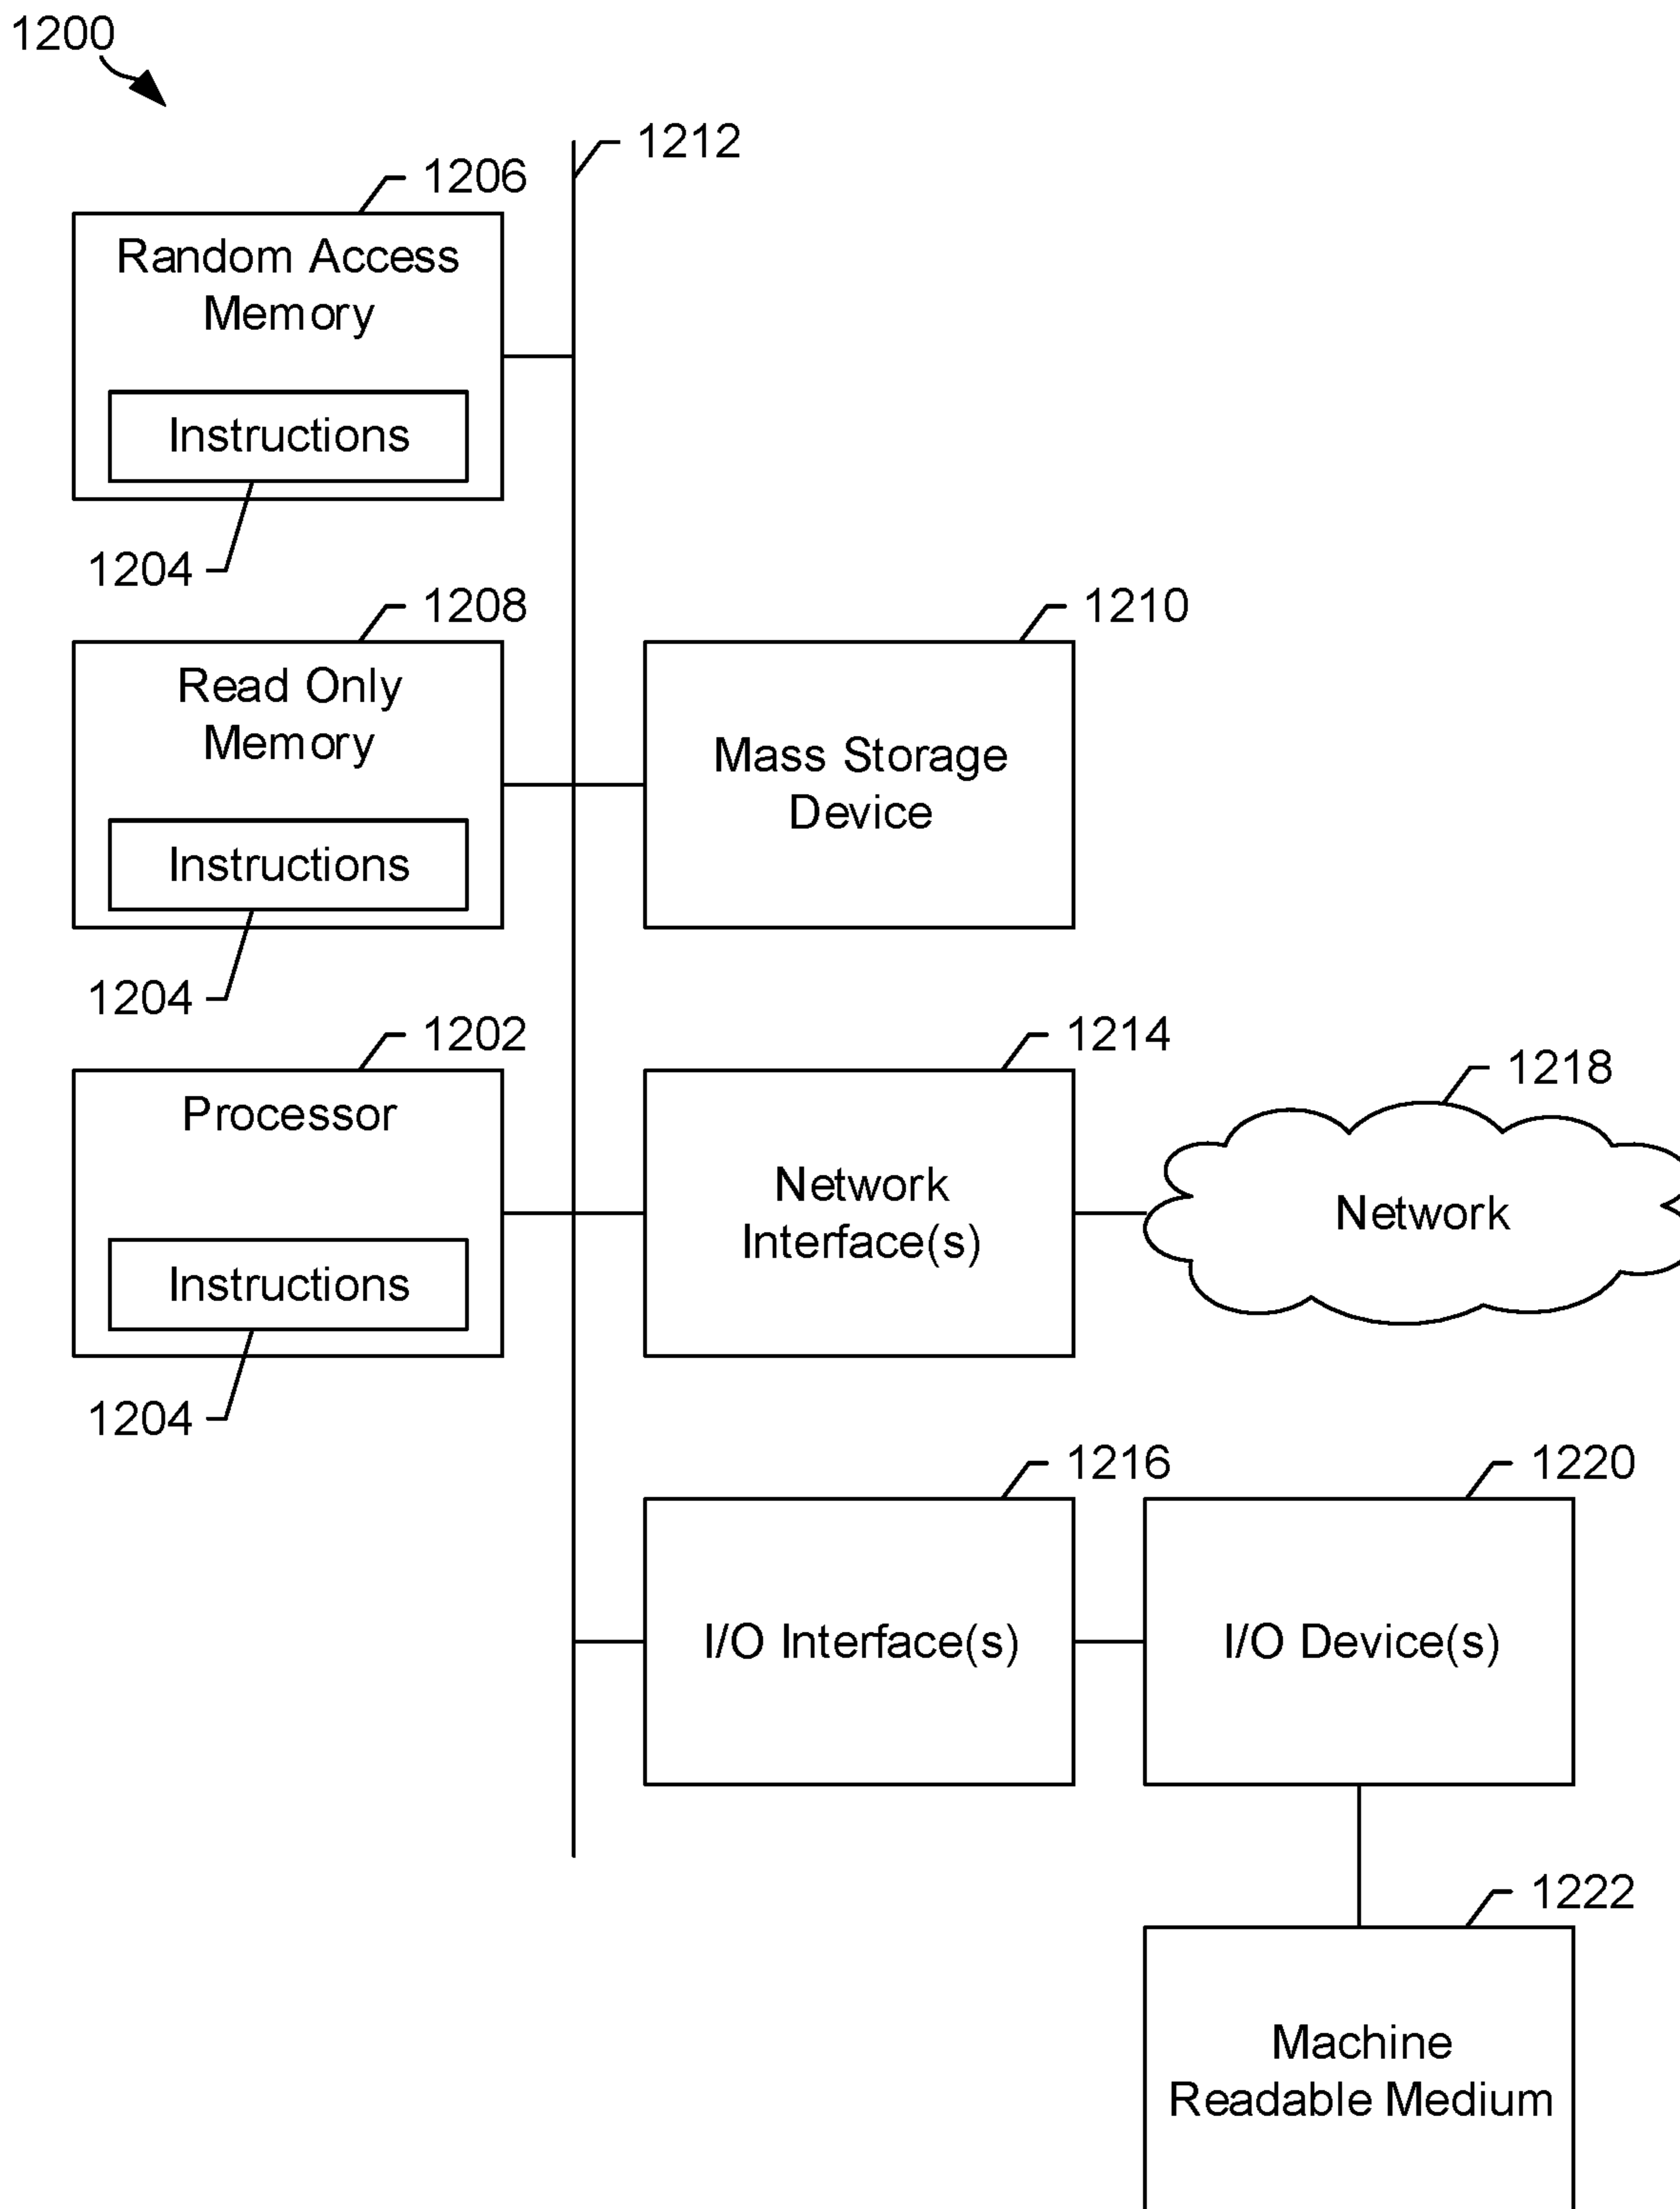 1200
1212
1206
Random Access
Memory
Instructions
1204
1208
1210
Read Only
Memory
Mass Storage
Device
Instructions
1204
1202
1214
1218
Processor
Network
Interface(s)
Network
Instructions
1204
1216
1220
I/O Interface(s)
I/O Device(s)
1222
Machine
Readable Medium